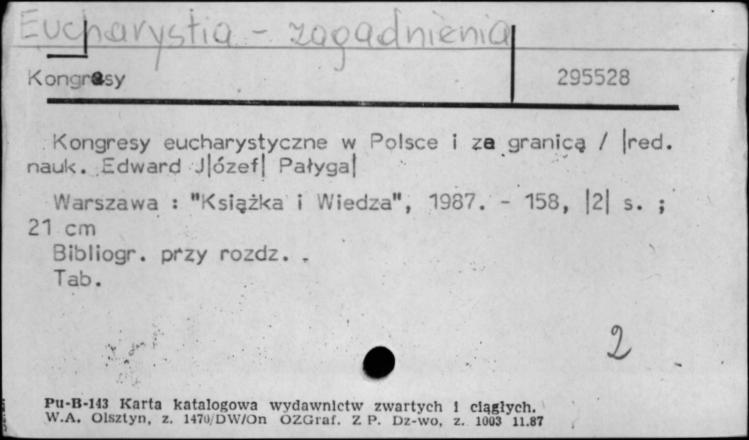 Eucharystia - zagadnienia
Kongresy 295528
Kongresy eucharystyczne w Polsce i za granicą / |red.
nauk. Edward J|ózef| Pałyga|
Warszawa : "Książka i Wiedza", 1987. - 158, |2| s. ;
21 cm
Bibliogr. przy rozdz. .
Tab.
2
Pu-B-143 Karta katalogowa wydawnictw zwartych i ciągłych.
W.A. Olsztyn, z. 1470/DW/On OZGraf. Z P. Dz-wo, z. 1003 11.87